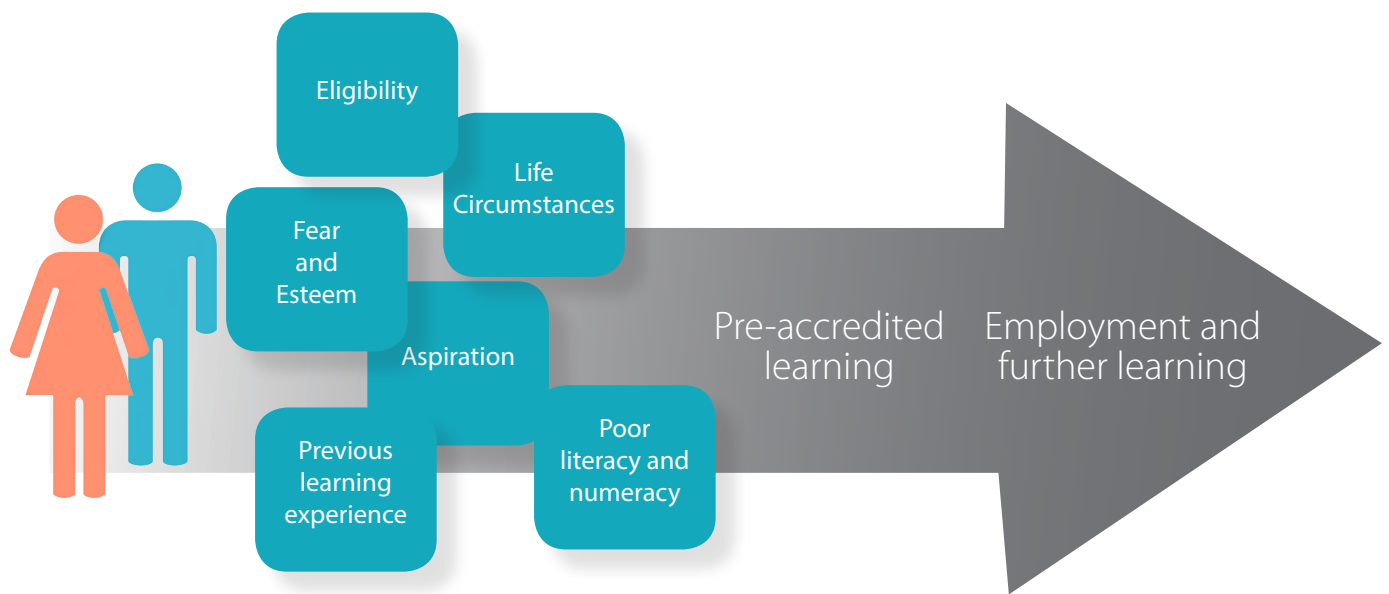 Eligibility
Life
Circumstances
Fear
and
Esteem
Aspiration
Previous
learning
experience
Poor
literacy and
numeracy
Pre-accredited
learning
Employment and
further learning